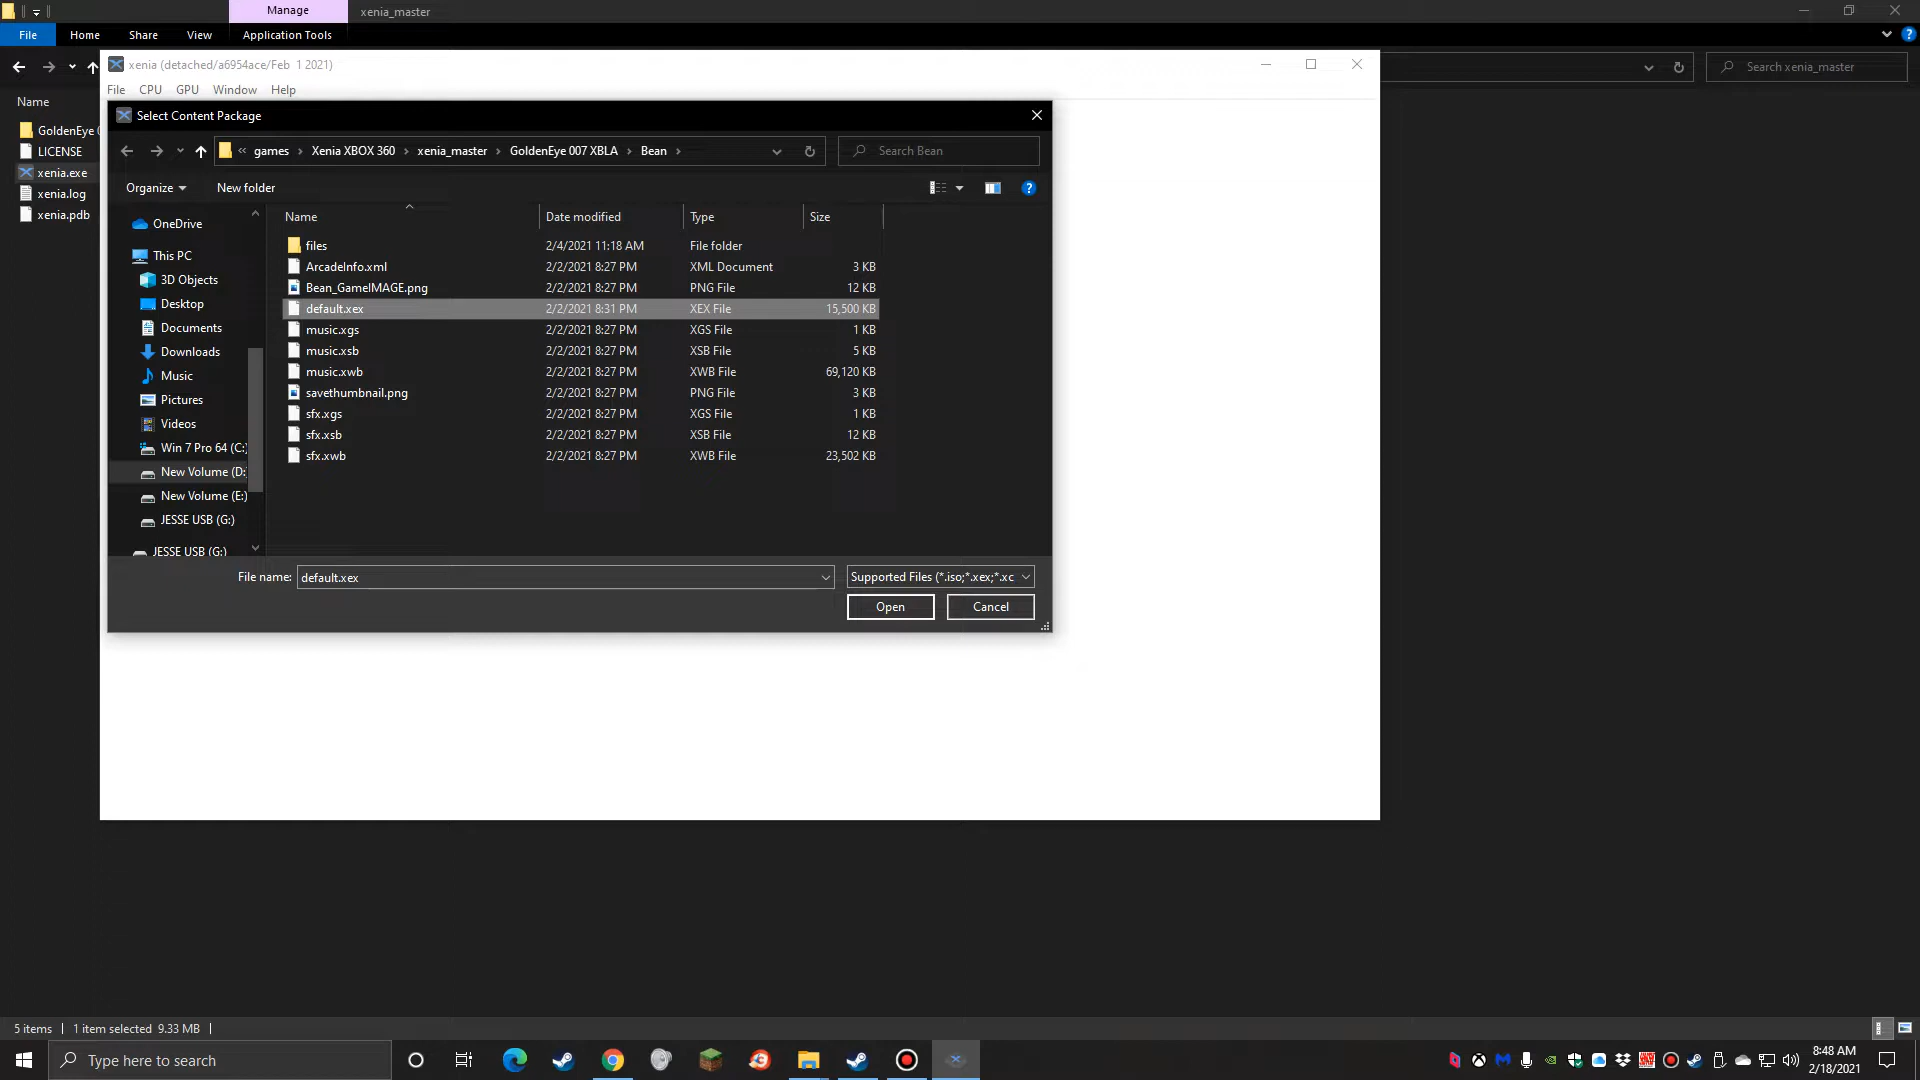 Manage
xenia_master
File
Home
Share
View
Application Tools
Search xenia_master
Name
GoldenEye 0
LICENSE
xenia.exe
xenia.log
xenia.pdb
xenia (detached/a6954ace/Feb  1 2021)
File
CPU
GPU
Window
Help
Select Content Package
« games › Xenia XBOX 360 › xenia_master › GoldenEye 007 XBLA › Bean ›
Search Bean
Organize
New folder
OneDrive
This PC
3D Objects
Desktop
Documents
Downloads
Music
Pictures
Videos
Win 7 Pro 64 (C:)
New Volume (D:
New Volume (E:)
JESSE USB (G:)
JESSE USB (G:)
Name Date modified Type Size
files 2/4/2021 11:18 AM File folder
ArcadeInfo.xml 2/2/2021 8:27 PM XML Document 3 KB
Bean_GameIMAGE.png 2/2/2021 8:27 PM PNG File 12 KB
default.xex 2/2/2021 8:31 PM XEX File 15,500 KB
music.xgs 2/2/2021 8:27 PM XGS File 1 KB
music.xsb 2/2/2021 8:27 PM XSB File 5 KB
music.xwb 2/2/2021 8:27 PM XWB File 69,120 KB
savethumbnail.png 2/2/2021 8:27 PM PNG File 3 KB
sfx.xgs 2/2/2021 8:27 PM XGS File 1 KB
sfx.xsb 2/2/2021 8:27 PM XSB File 12 KB
sfx.xwb 2/2/2021 8:27 PM XWB File 23,502 KB
File name: default.xex
Supported Files (*.iso;*.xex;*.xc
Open
Cancel
5 items
1 item selected 9.33 MB
Type here to search
8:48 AM
2/18/2021